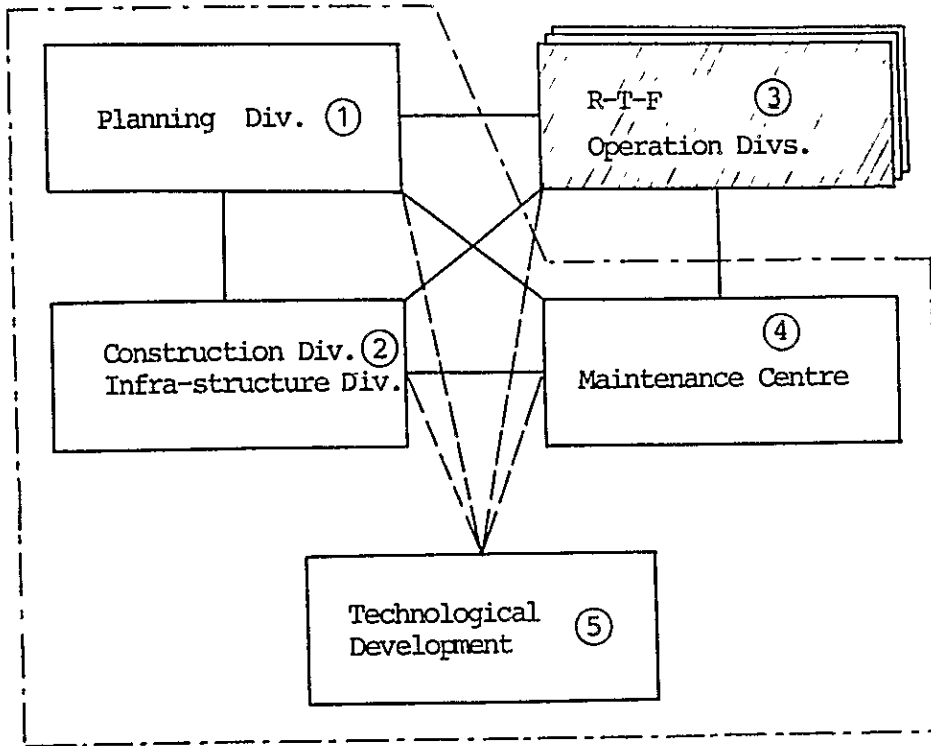 Planning Div. ①
R-T-F ③
Operation Divs.
Construction Div. ②
Infra-structure Div.
④
Maintenance Centre
Technological
Development ⑤